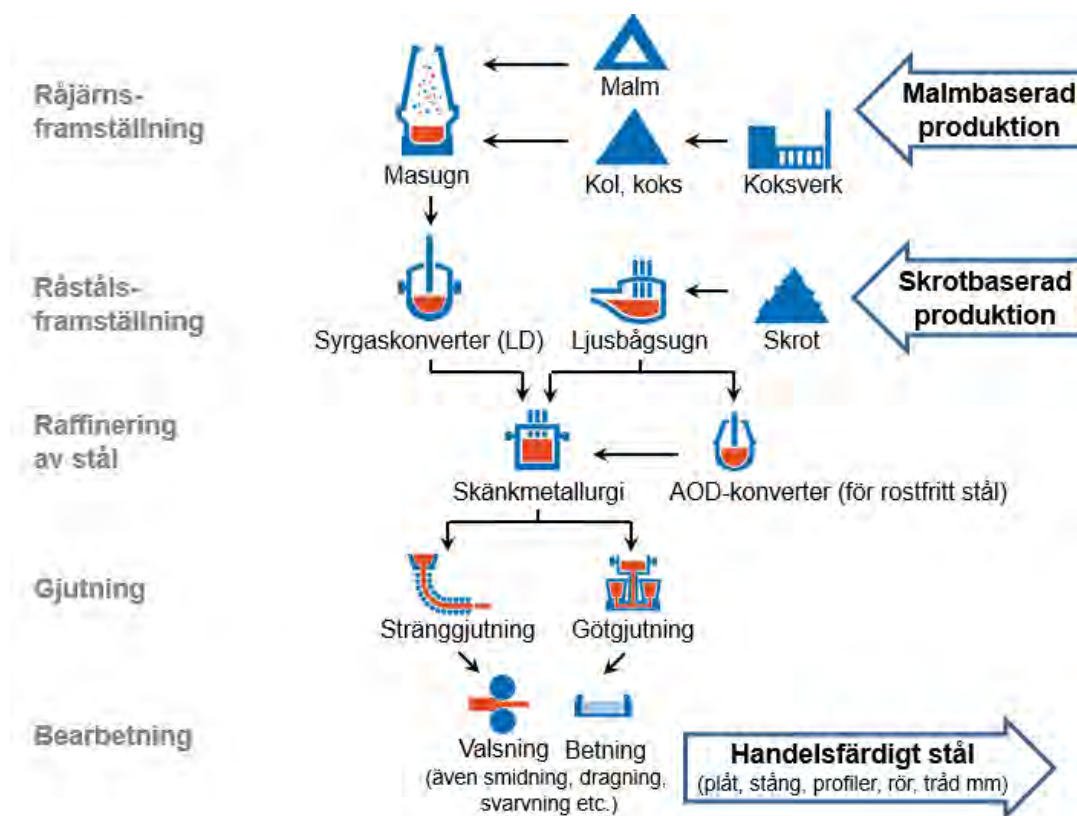 Malm
Råjärns-
framställning
Malmbaserad
produktion
Masugn
Kol, koks
Koksverk
Råståls-
framställning
Skrotbaserad
produktion
Syrgaskonverter (LD)
Ljusbågsugn
Skrot
Raffinering
av stål
Skänkmetallurgi
AOD-konverter (för rostfritt stål)
Gjutning
Stränggjutning
Götgjutning
Bearbetning
Valsning
Betning
(även smidning, dragning,
svarvning etc.)
Handelsfärdigt stål
(plåt, stång, profiler, rör, tråd mm)